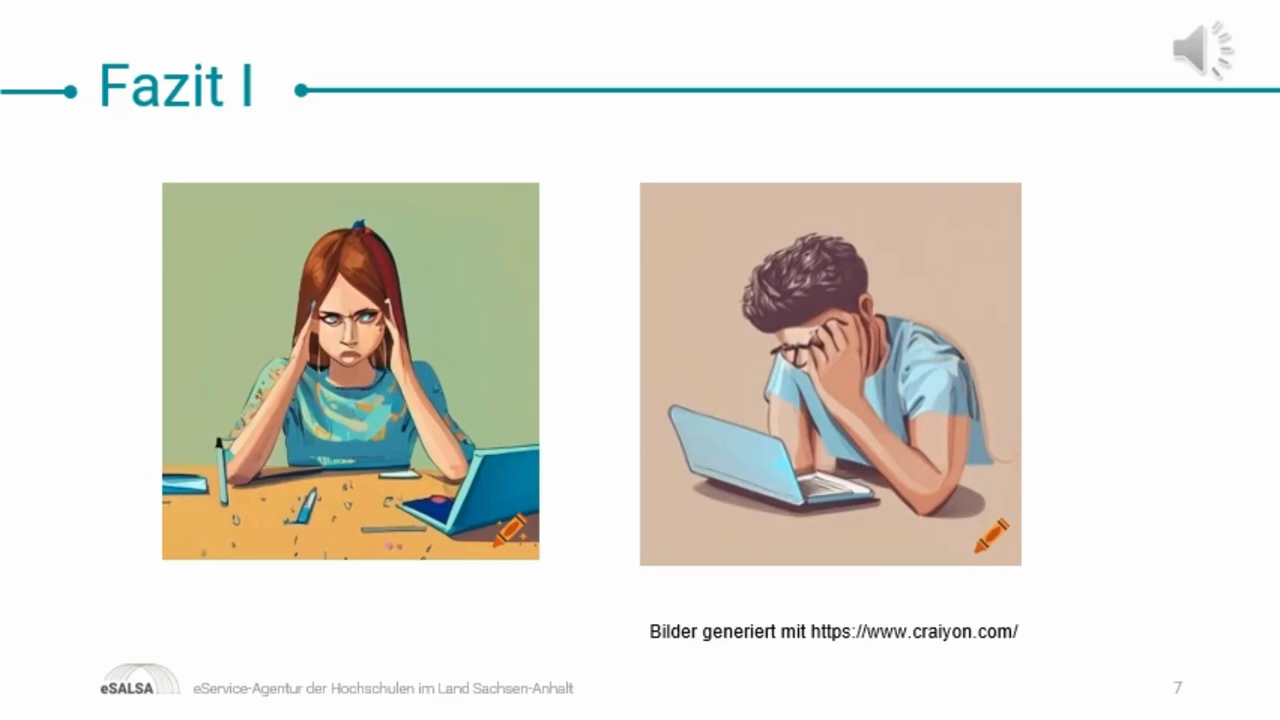 Fazit I
Bilder generiert mit https://www.craiyon.com/
eSALSA eService-Agentur der Hochschulen im Land Sachsen-Anhalt 7